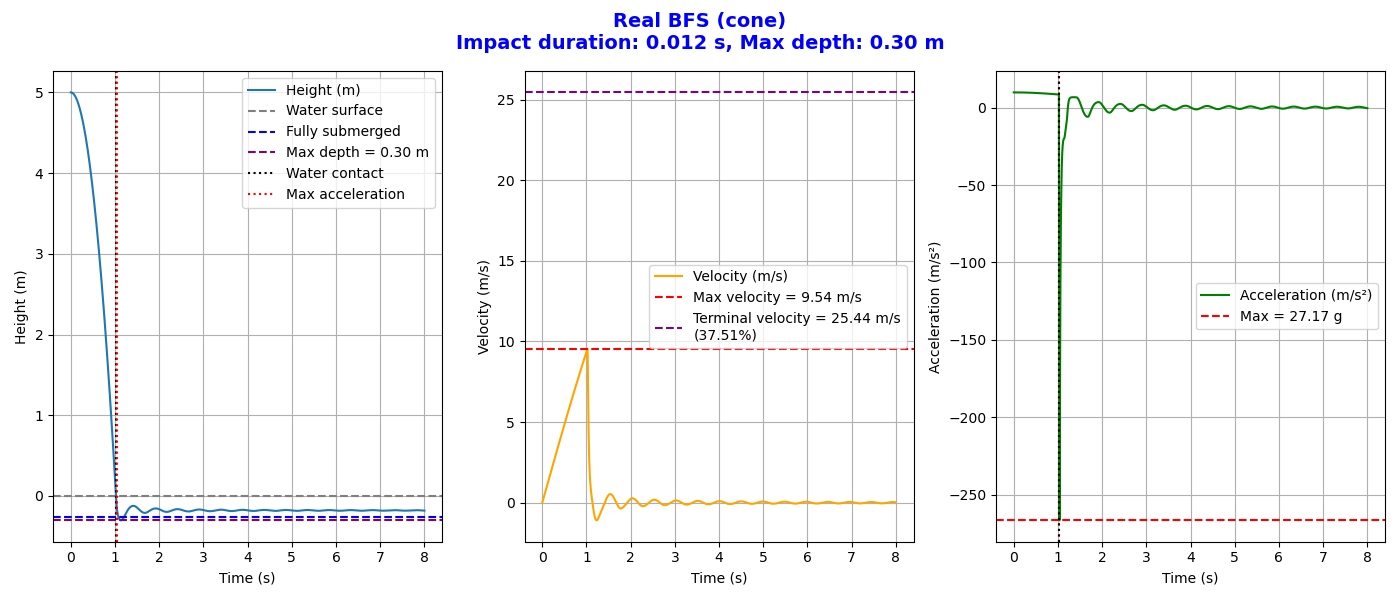 Real BFS (cone)
Impact duration: 0.012 s, Max depth: 0.30 m
Height (m)
5
4
3
2
1
0
Height (m)
Water surface
Fully submerged
Max depth = 0.30 m
Water contact
Max acceleration
0 1 2 3 4 5 6 7 8
Time (s)
Velocity (m/s)
25
20
15
10
5
0
Velocity (m/s)
Max velocity = 9.54 m/s
Terminal velocity = 25.44 m/s
(37.51%)
0 1 2 3 4 5 6 7 8
Time (s)
Acceleration (m/s²)
0
−50
−100
−150
−200
−250
Acceleration (m/s²)
Max = 27.17 g
0 1 2 3 4 5 6 7 8
Time (s)